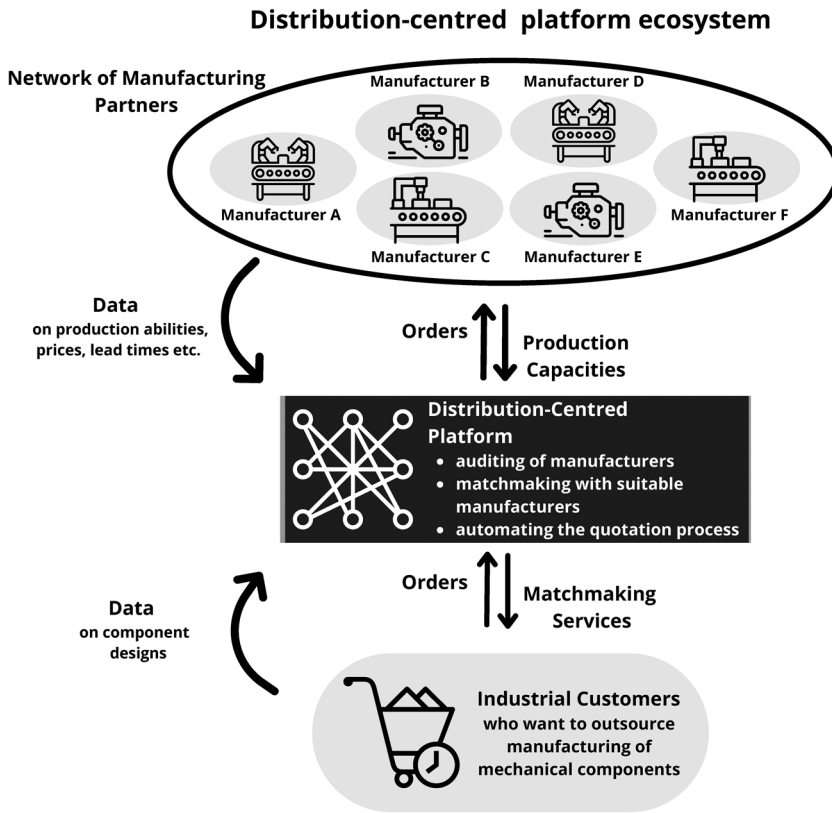 Distribution-centred platform ecosystem
Network of Manufacturing
Partners
Manufacturer B
Manufacturer D
Manufacturer A
Manufacturer F
Manufacturer C
Manufacturer E
Data
on production abilities,
prices, lead times etc.
Orders
Production
Capacities
Distribution-Centred
Platform
• auditing of manufacturers
• matchmaking with suitable
manufacturers
• automating the quotation process
Orders
Matchmaking
Services
Data
on component
designs
Industrial Customers
who want to outsource
manufacturing of
mechanical components